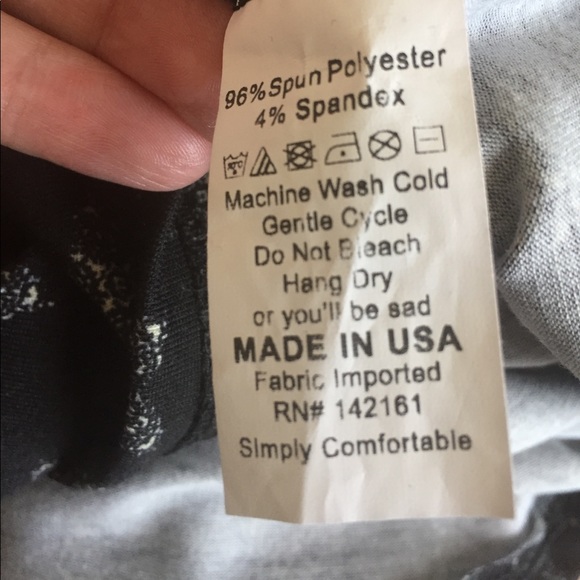 96% Spun Polyester
4% Spandex
Machine Wash Cold
Gentle Cycle
Do Not Bleach
Hang Dry
or you'll be sad
MADE IN USA
Fabric Imported
RN# 142161
Simply Comfortable